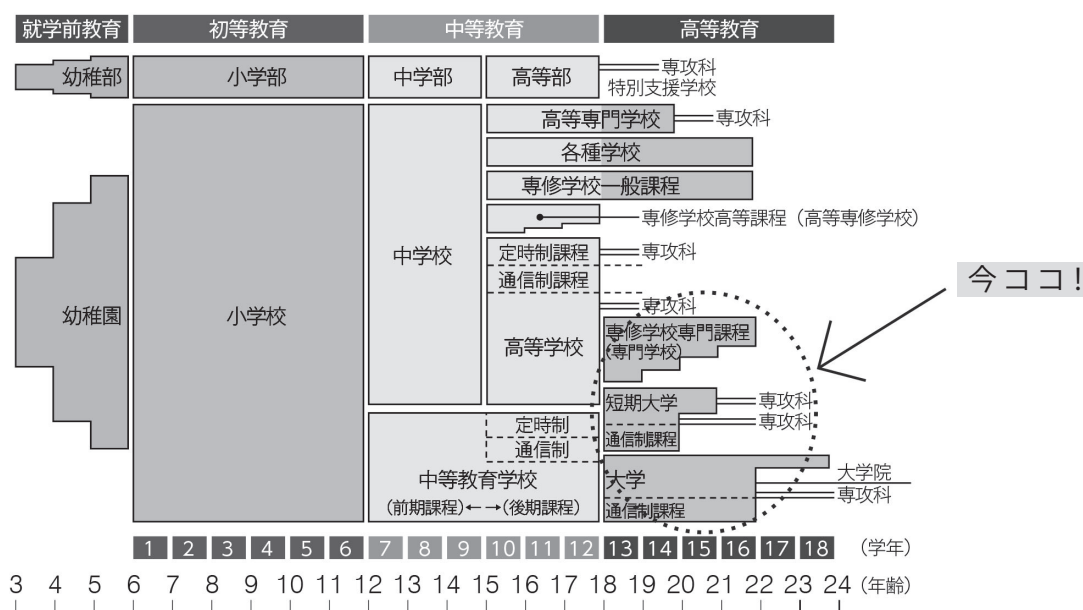 就学前教育 初等教育 中等教育 高等教育
幼稚部 小学部 中学部 高等部 専攻科
特別支援学校
高等専門学校 専攻科
各種学校
専修学校一般課程
専修学校高等課程（高等専修学校）
幼稚園 小学校 中学校
定時制課程 専攻科
通信制課程
専攻科
高等学校
専修学校専門課程
(専門学校)
今ココ!
短期大学 専攻科
専攻科
通信制課程
定時制
通信制
中等教育学校
(前期課程)←→(後期課程)
大学 大学院
専攻科
通信制課程
1 2 3 4 5 6 7 8 9 10 11 12 13 14 15 16 17 18 (学年)
3 4 5 6 7 8 9 10 11 12 13 14 15 16 17 18 19 20 21 22 23 24 (年齢)